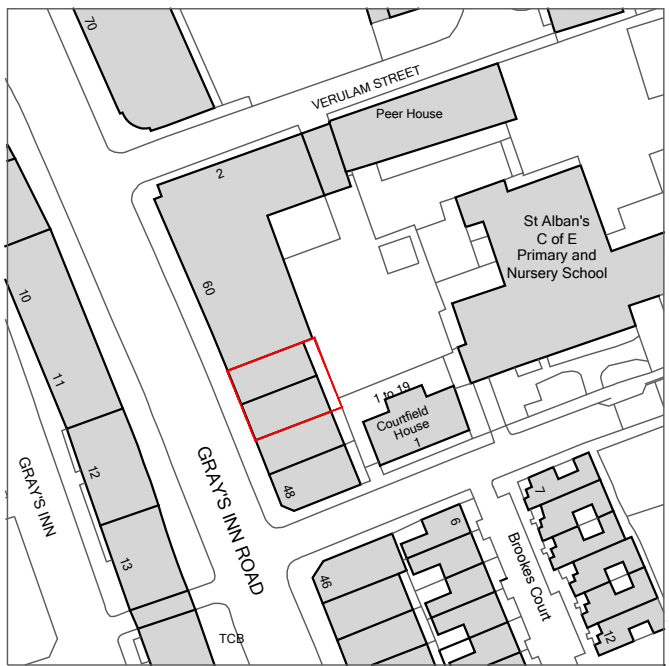 70
VERULAM STREET
Peer House
2
St Alban's
C of E
Primary and
Nursery School
60
10
11
1 to 19
Courtfield
House
1
12
GRAY'S INN
GRAY'S INN ROAD
48
13
7
6
Brookes Court
46
12
TCB